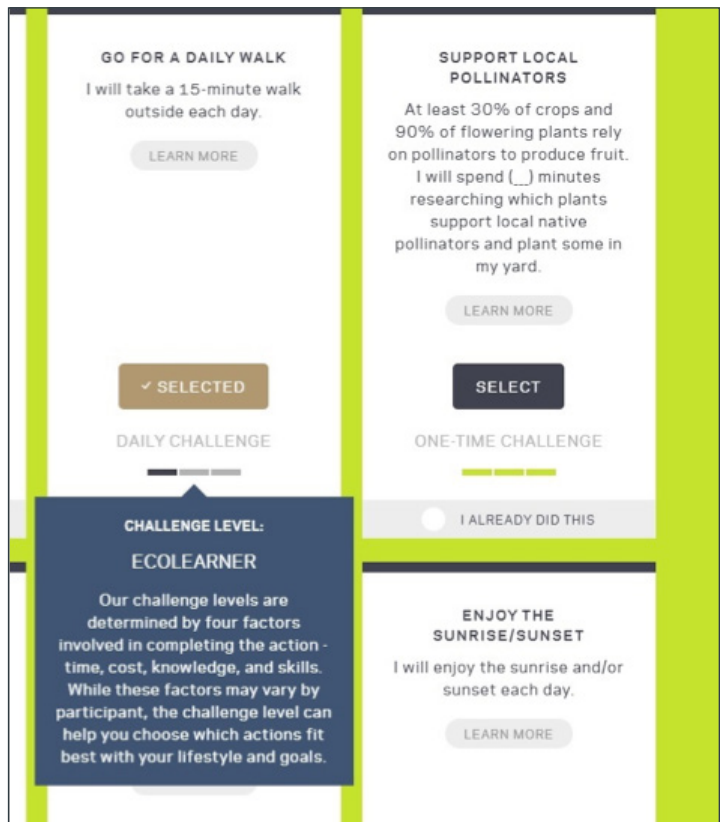 GO FOR A DAILY WALK
I will take a 15-minute walk
outside each day.
LEARN MORE
✓ SELECTED
DAILY CHALLENGE
CHALLENGE LEVEL:
ECOLEARNER
Our challenge levels are
determined by four factors
involved in completing the action -
time, cost, knowledge, and skills.
While these factors may vary by
participant, the challenge level can
help you choose which actions fit
best with your lifestyle and goals.
SUPPORT LOCAL
POLLINATORS
At least 30% of crops and
90% of flowering plants rely
on pollinators to produce fruit.
I will spend (__) minutes
researching which plants
support local native
pollinators and plant some in
my yard.
LEARN MORE
SELECT
ONE-TIME CHALLENGE
I ALREADY DID THIS
ENJOY THE
SUNRISE/SUNSET
I will enjoy the sunrise and/or
sunset each day.
LEARN MORE